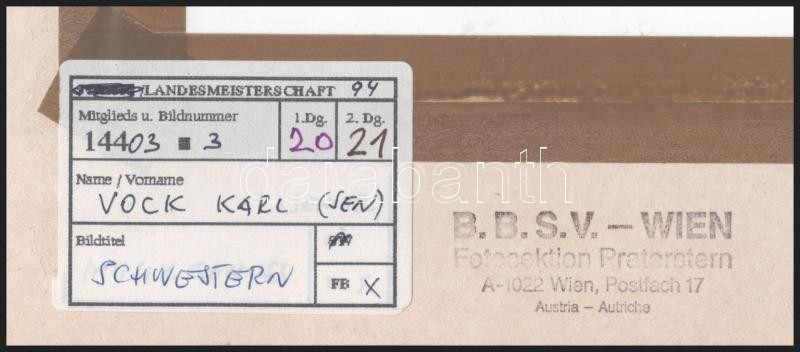 /LANDESMEISTERSCHAFT 94
Mitglieds u. Bildnummer 1.Dg. 2. Dg.
14403 ■ 3 20 21
Name / Vorname
VOCK KARL (SEN)
Bildtitel
SCHWESTERN
FB X
B.B.S.V. – WIEN
Fotosektion Praterstern
A-1022 Wien, Postfach 17
Austria – Autriche
darabanth